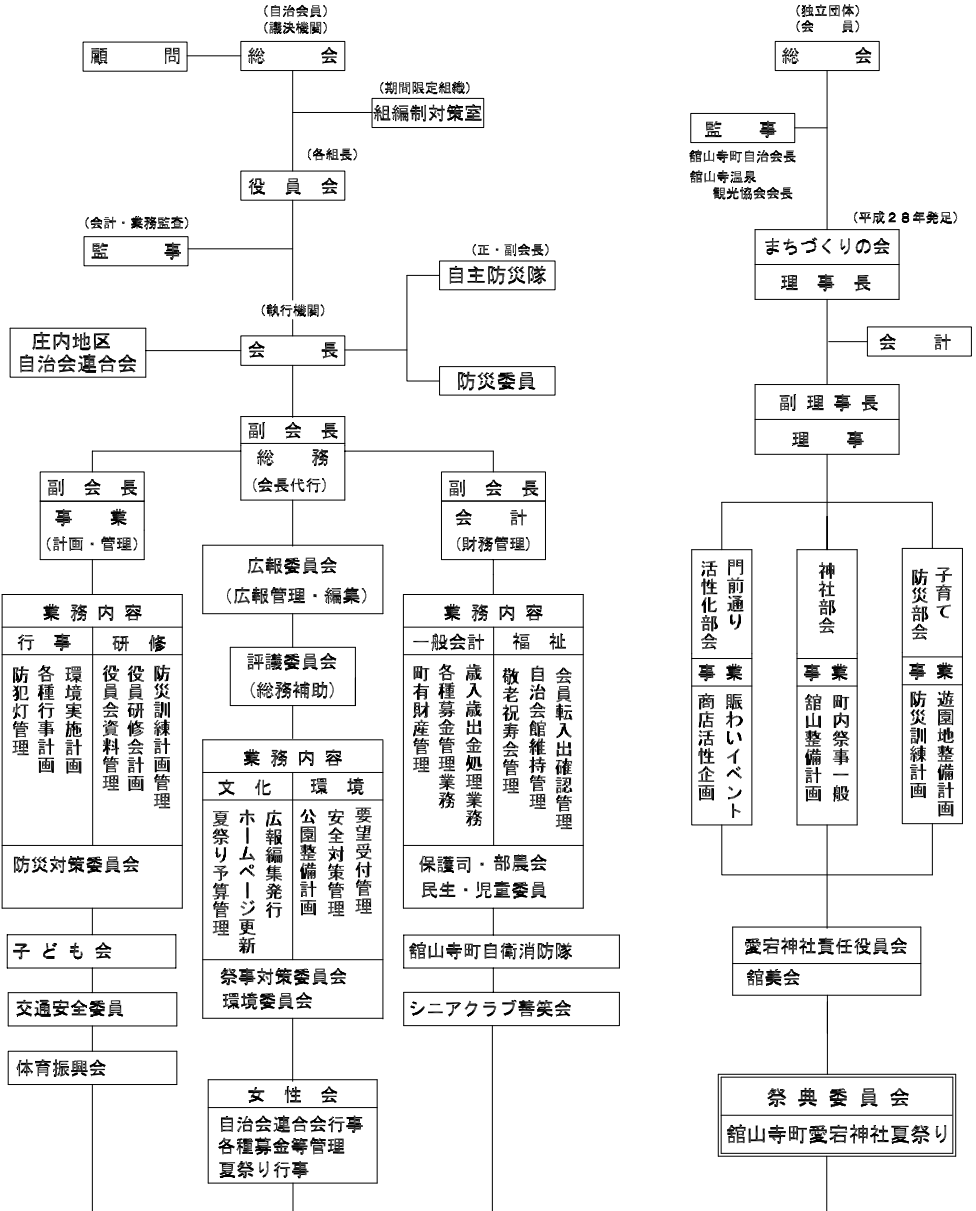 (自治会員)
(議決機関)
総会
顧問
(期間限定組織)
組編制対策室
(各組長)
役員会
(会計・業務監査)
監事
(正・副会長)
自主防災隊
(執行機関)
会長
庄内地区
自治会連合会
防災委員
副会長
総務
(会長代行)
副会長
事業
(計画・管理)
業務内容
行事
研修
防犯灯管理
各種行事計画
環境実施計画
役員会資料管理
役員研修会計画
防災訓練計画管理
防災対策委員会
子ども会
交通安全委員
体育振興会
広報委員会
(広報管理・編集)
評議委員会
(総務補助)
業務内容
文化
環境
夏祭り予算管理
ホームページ更新
広報編集発行
公園整備計画
安全対策管理
要望受付管理
祭事対策委員会
環境委員会
女性会
自治会連合会行事
各種募金等管理
夏祭り行事
副会長
会計
(財務管理)
業務内容
一般会計
福祉
町有財産管理
各種募金管理業務
歳入歳出金処理業務
敬老祝寿会管理
自治会館維持管理
会員転入出確認管理
保護司・部農会
民生・児童委員
舘山寺町自衛消防隊
シニアクラブ善笑会
(独立団体)
(会員)
総会
監事
舘山寺町自治会長
舘山寺温泉
観光協会会長
(平成28年発足)
まちづくりの会
理事長
会計
副理事長
理事
門前通り
活性化部会
事業
賑わいイベント
商店活性企画
神社部会
事業
町内祭事一般
舘山整備計画
子育て
防災部会
事業
遊園地整備計画
防災訓練計画
愛宕神社責任役員会
舘美会
祭典委員会
舘山寺町愛宕神社夏祭り